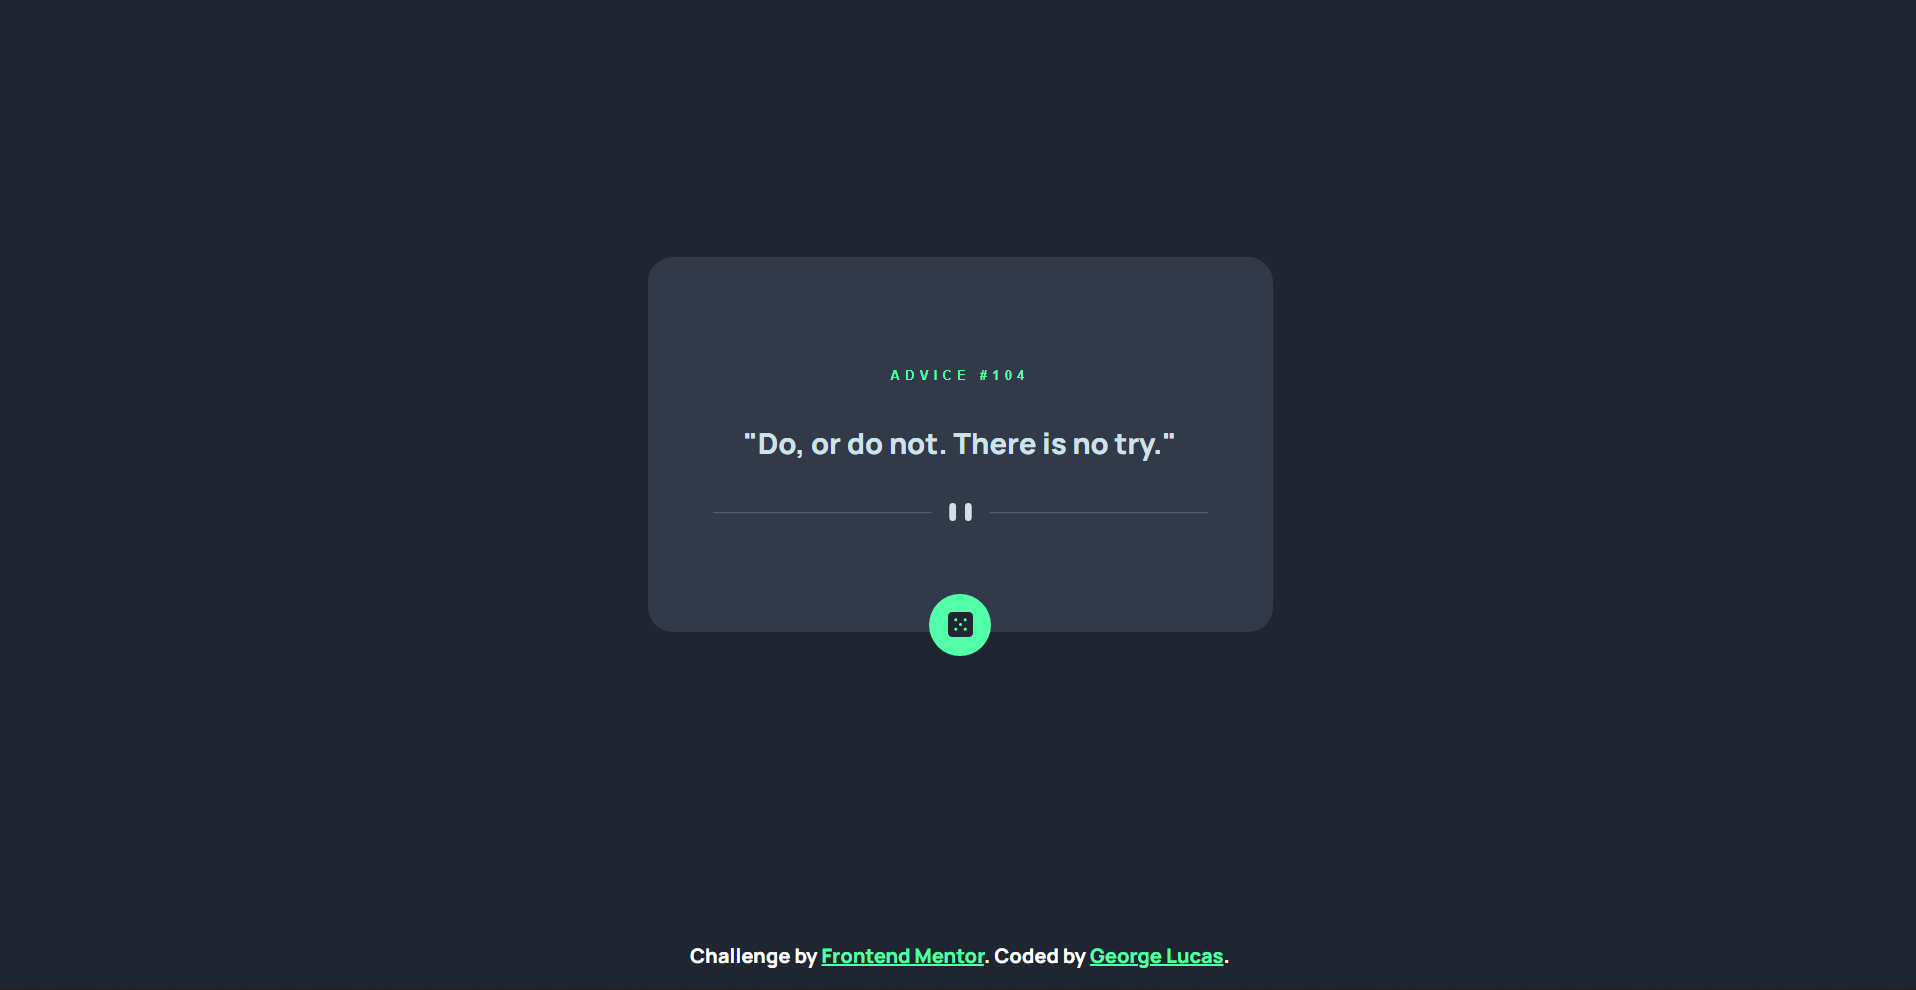 ADVICE #104
"Do, or do not. There is no try."
Challenge by Frontend Mentor. Coded by George Lucas.